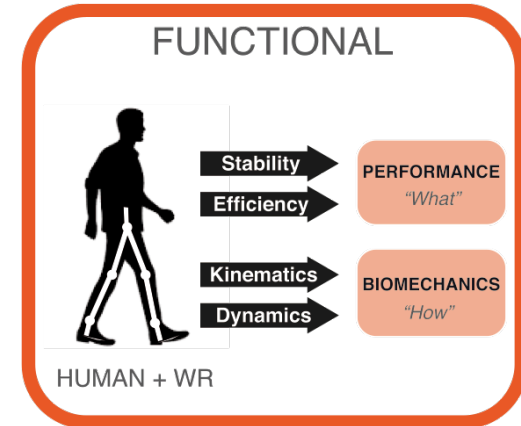 FUNCTIONAL
Stability
Efficiency
PERFORMANCE
"What"
Kinematics
Dynamics
BIOMECHANICS
"How"
HUMAN + WR